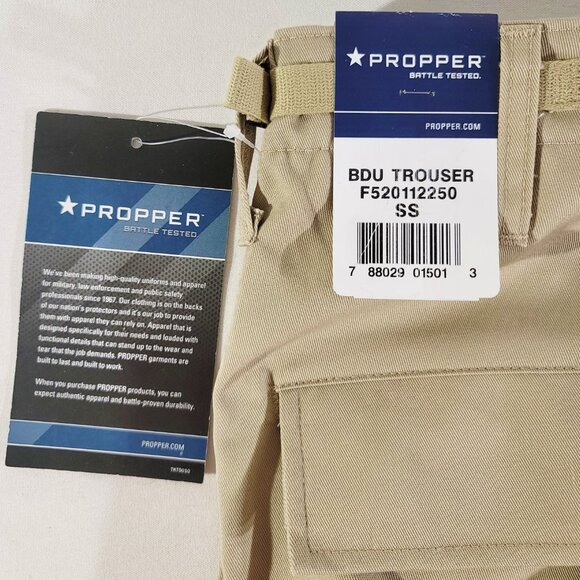 PROPPER™
BATTLE TESTED.
PROPPER.COM
BDU TROUSER
F520112250
SS
7 88029 01501 3
PROPPER™
BATTLE TESTED.
We've been making high-quality uniforms and apparel
for military, law enforcement and public safety
professionals since 1967. Our clothing is on the backs
of our nation's protectors and it's our job to provide
them with apparel they can rely on. Apparel that is
designed specifically for their needs and loaded with
functional details that can stand up to the wear and
tear that the job demands. PROPPER garments are
built to last and built to work.
When you purchase PROPPER products, you can
expect authentic apparel and battle-proven durability.
PROPPER.COM